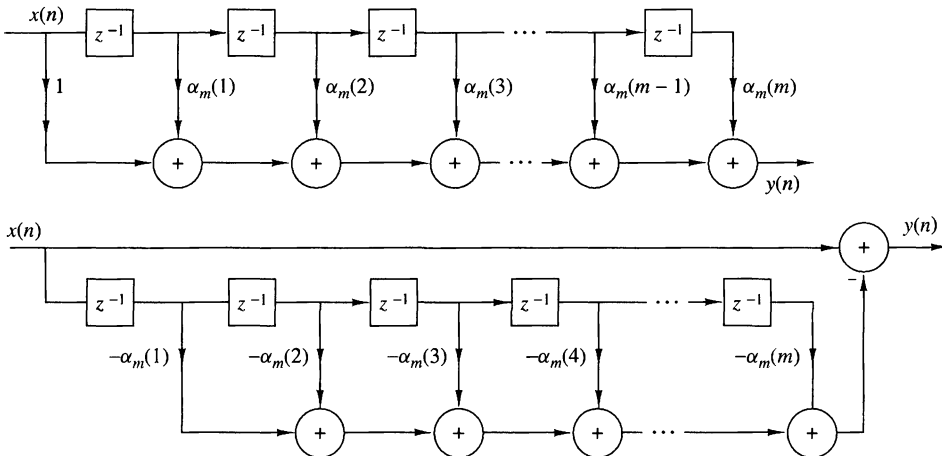 x(n)
z⁻¹ z⁻¹ z⁻¹ ··· z⁻¹
1 αₘ(1) αₘ(2) αₘ(3) αₘ(m − 1) αₘ(m)
+ + + ··· + +
y(n)
x(n) y(n)
+
−
z⁻¹ z⁻¹ z⁻¹ z⁻¹ ··· z⁻¹
−αₘ(1) −αₘ(2) −αₘ(3) −αₘ(4) −αₘ(m)
+ + + ··· +